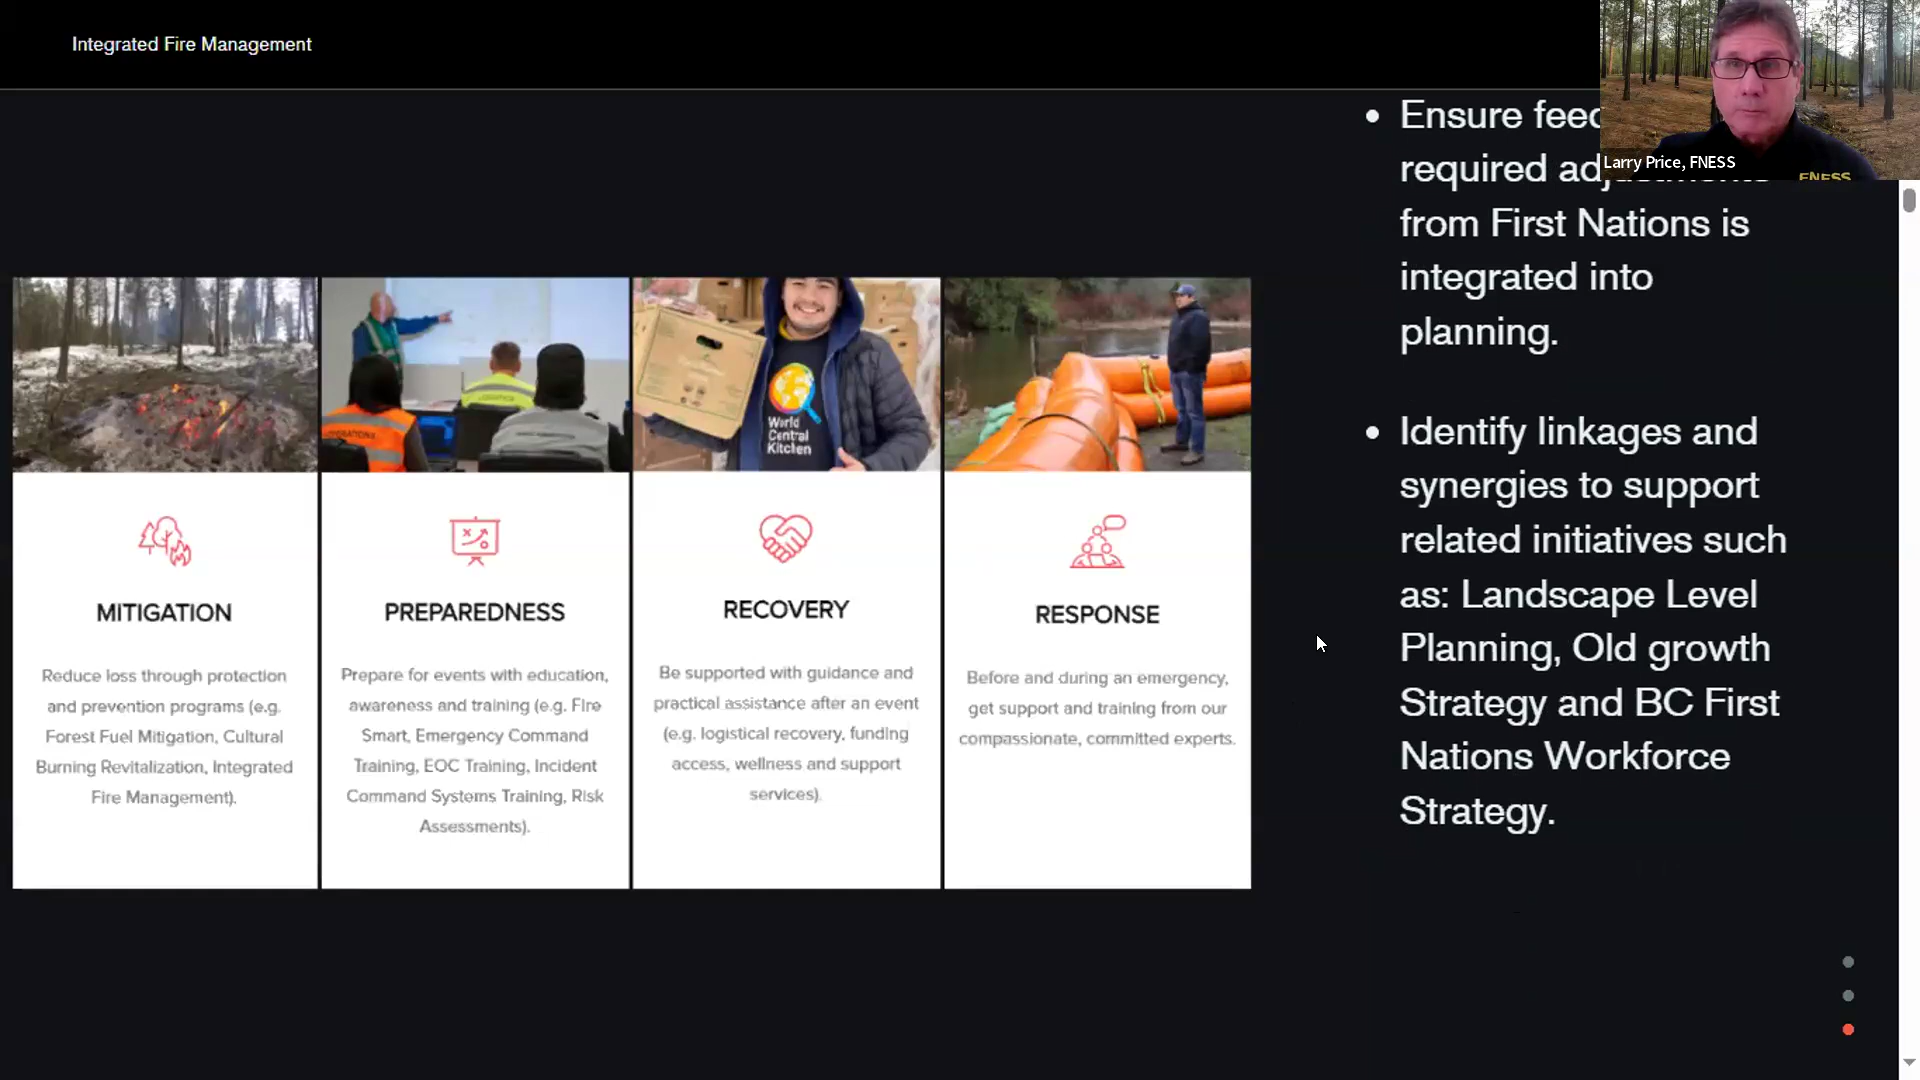 Integrated Fire Management
Larry Price, FNESS
FNESS
World
Central
Kitchen
MITIGATION
Reduce loss through protection
and prevention programs (e.g.
Forest Fuel Mitigation, Cultural
Burning Revitalization, Integrated
Fire Management).
PREPAREDNESS
Prepare for events with education,
awareness and training (e.g. Fire
Smart, Emergency Command
Training, EOC Training, Incident
Command Systems Training, Risk
Assessments).
RECOVERY
Be supported with guidance and
practical assistance after an event
(e.g. logistical recovery, funding
access, wellness and support
services).
RESPONSE
Before and during an emergency,
get support and training from our
compassionate, committed experts.
• Ensure
required
from First Nations is
integrated into
planning.
• Identify linkages and
synergies to support
related initiatives such
as: Landscape Level
Planning, Old growth
Strategy and BC First
Nations Workforce
Strategy.